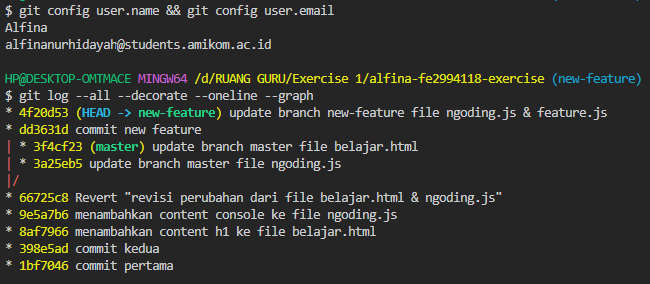 $ git config user.name && git config user.email
Alfina
alfinanurhidayah@students.amikom.ac.id
HP@DESKTOP-OMTMACE MINGW64 /d/RUANG GURU/Exercise 1/alfina-fe2994118-exercise (new-feature)
$ git log --all --decorate --oneline --graph
* 4f20d53 (HEAD -> new-feature) update branch new-feature file ngoding.js & feature.js
* dd3631d commit new feature
| * 3f4cf23 (master) update branch master file belajar.html
| * 3a25eb5 update branch master file ngoding.js
|/
* 66725c8 Revert "revisi perubahan dari file belajar.html & ngoding.js"
* 9e5a7b6 menambahkan content console ke file ngoding.js
* 8af7966 menambahkan content h1 ke file belajar.html
* 398e5ad commit kedua
* 1bf7046 commit pertama